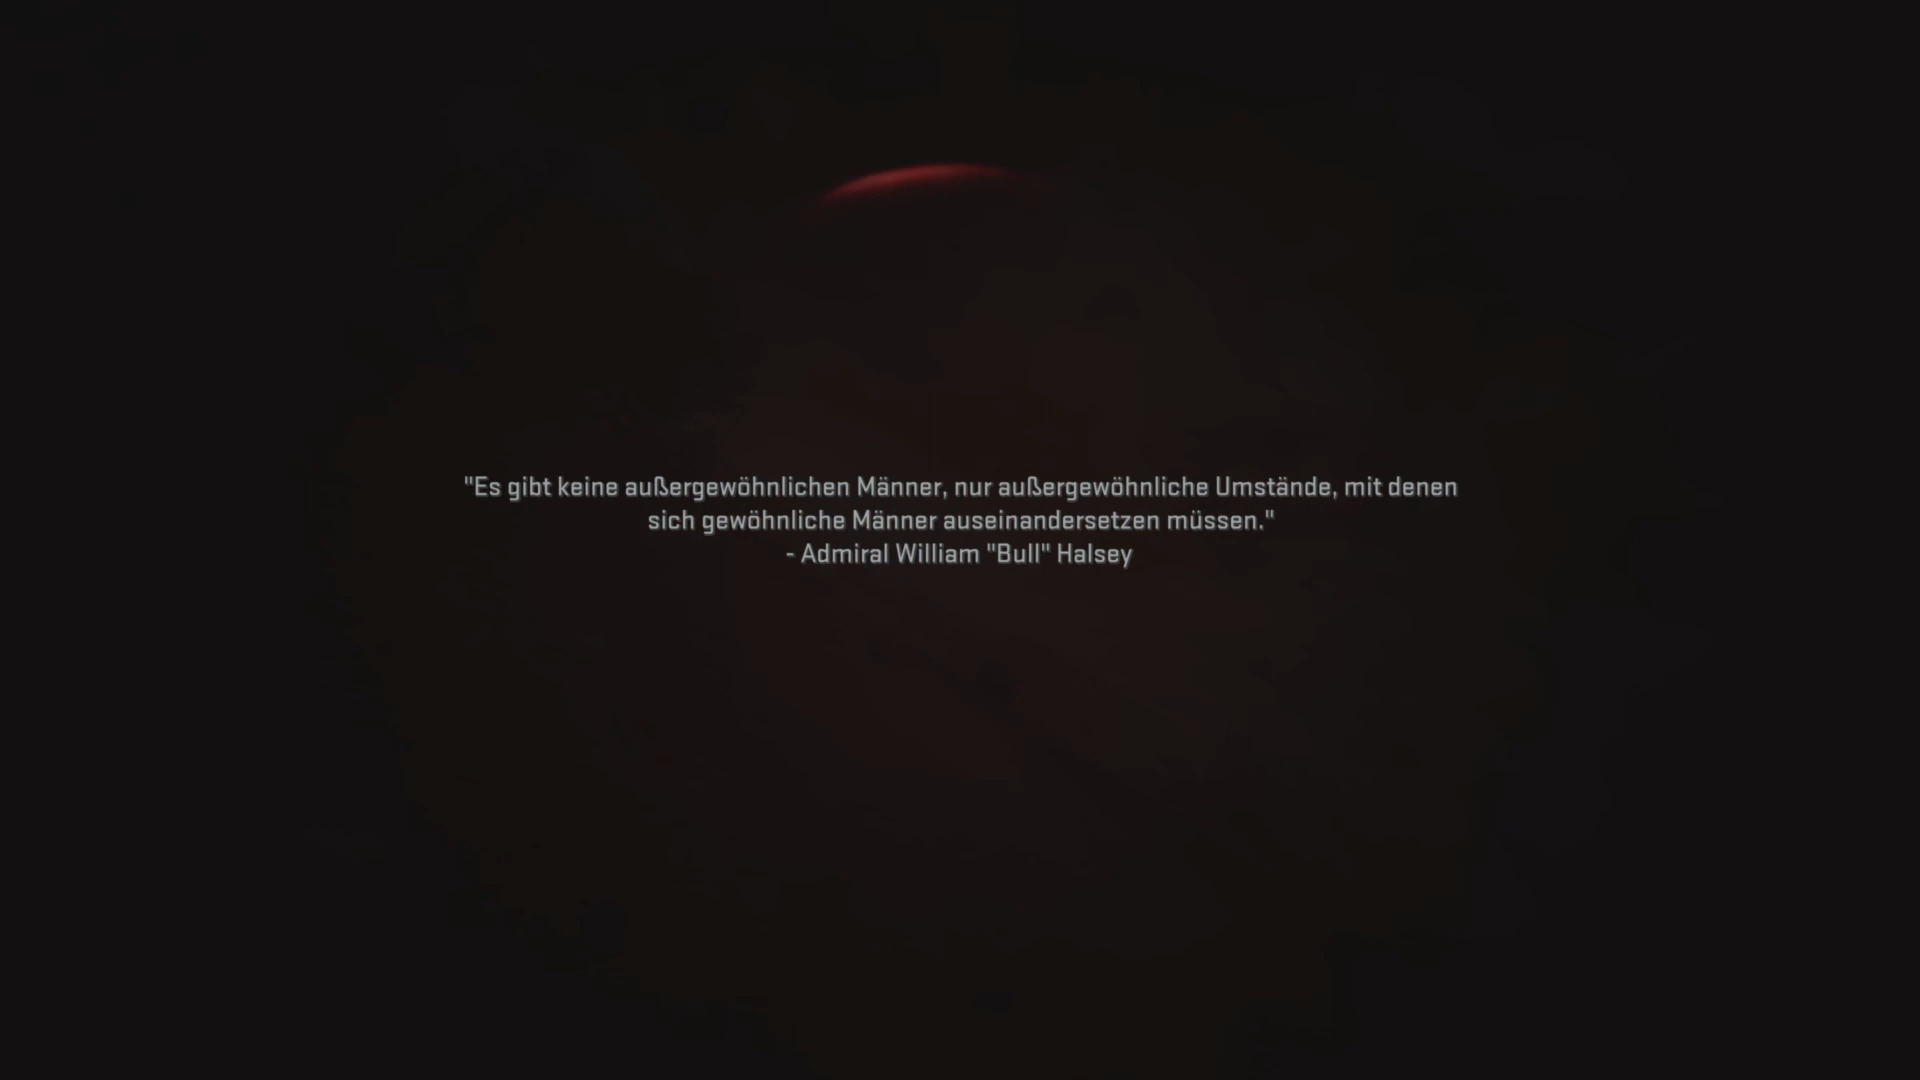 "Es gibt keine außergewöhnlichen Männer, nur außergewöhnliche Umstände, mit denen
sich gewöhnliche Männer auseinandersetzen müssen."
- Admiral William "Bull" Halsey